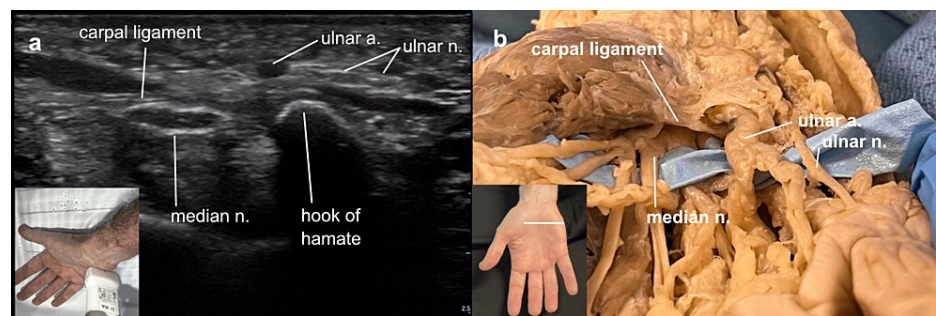 a
carpal ligament
ulnar a.
ulnar n.
median n.
hook of
hamate
2.5
b
carpal ligament
ulnar a.
ulnar n.
median n.